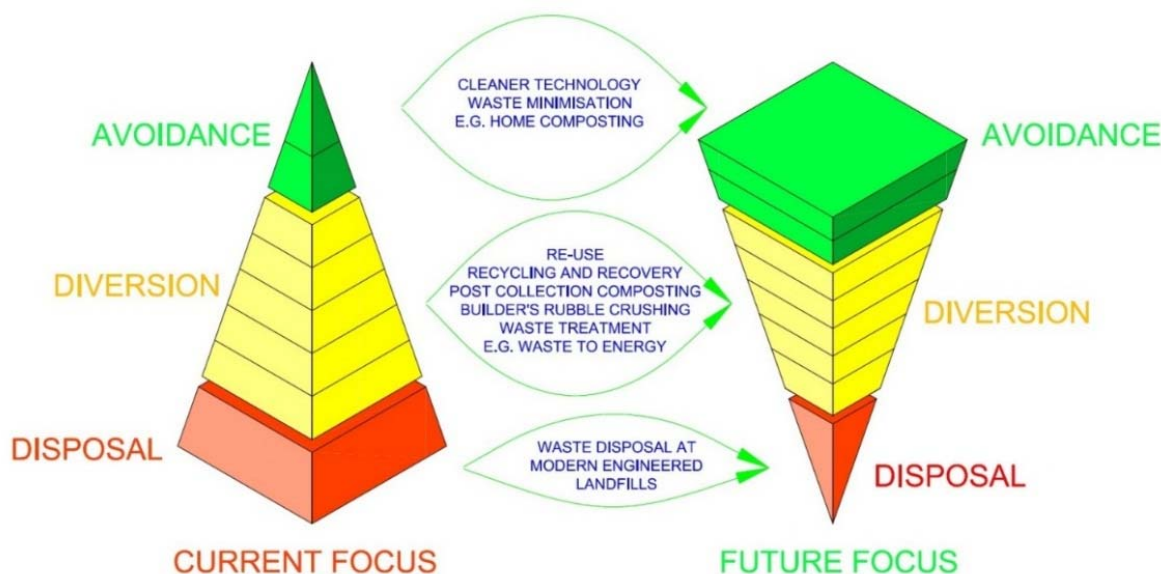 CLEANER TECHNOLOGY
WASTE MINIMISATION
E.G. HOME COMPOSTING
AVOIDANCE
AVOIDANCE
RE-USE
RECYCLING AND RECOVERY
POST COLLECTION COMPOSTING
BUILDER'S RUBBLE CRUSHING
WASTE TREATMENT
E.G. WASTE TO ENERGY
DIVERSION
DIVERSION
DISPOSAL
WASTE DISPOSAL AT
MODERN ENGINEERED
LANDFILLS
DISPOSAL
CURRENT FOCUS
FUTURE FOCUS